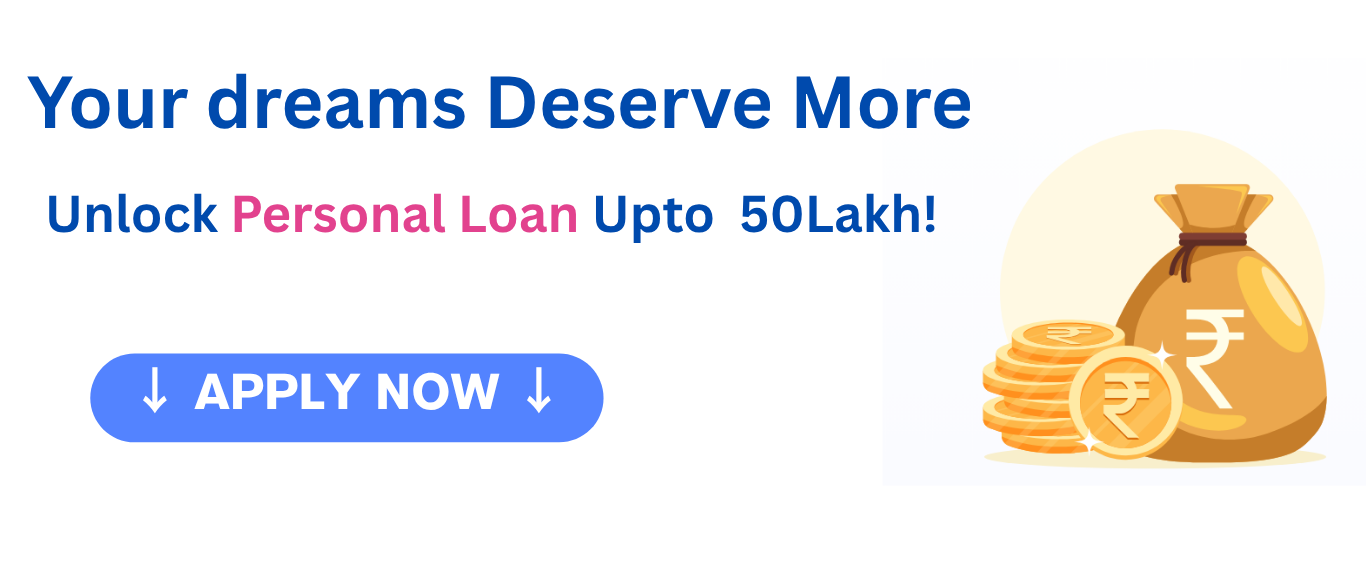 Your dreams Deserve More
Unlock Personal Loan Upto  50Lakh!
↓ APPLY NOW ↓
₹
₹
₹